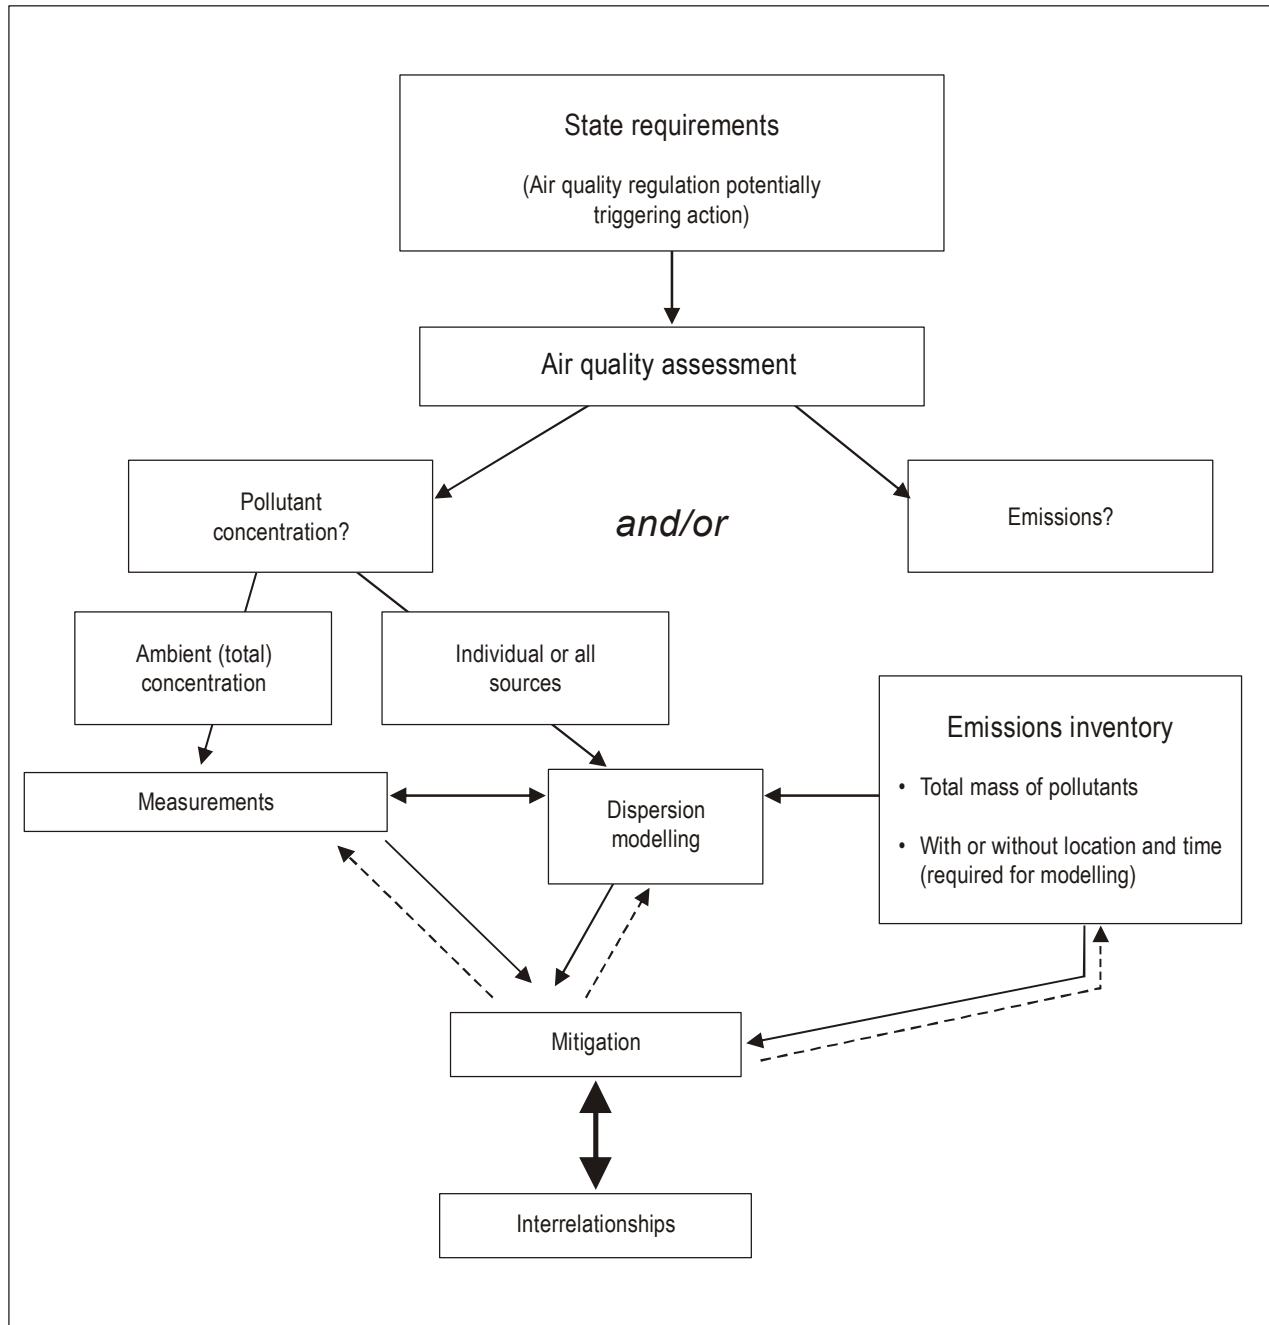 State requirements
(Air quality regulation potentially
triggering action)
Air quality assessment
Pollutant
concentration?
and/or
Emissions?
Ambient (total)
concentration
Individual or all
sources
Emissions inventory
• Total mass of pollutants
• With or without location and time
(required for modelling)
Measurements
Dispersion
modelling
Mitigation
Interrelationships